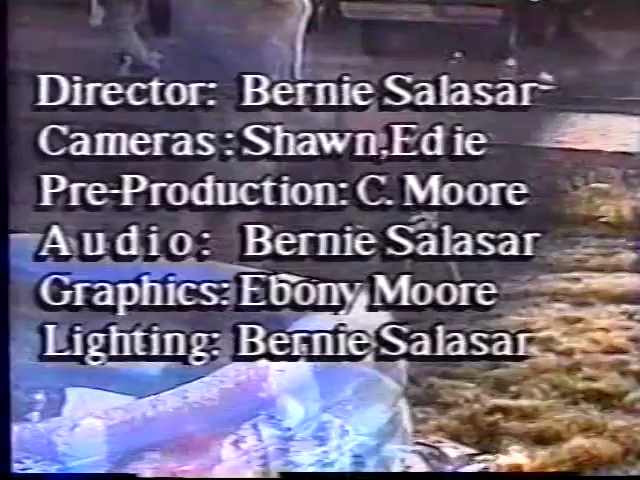 Director: Bernie Salasar
Cameras: Shawn,Edie
Pre-Production: C. Moore
Audio: Bernie Salasar
Graphics: Ebony Moore
Lighting: Bernie Salasar